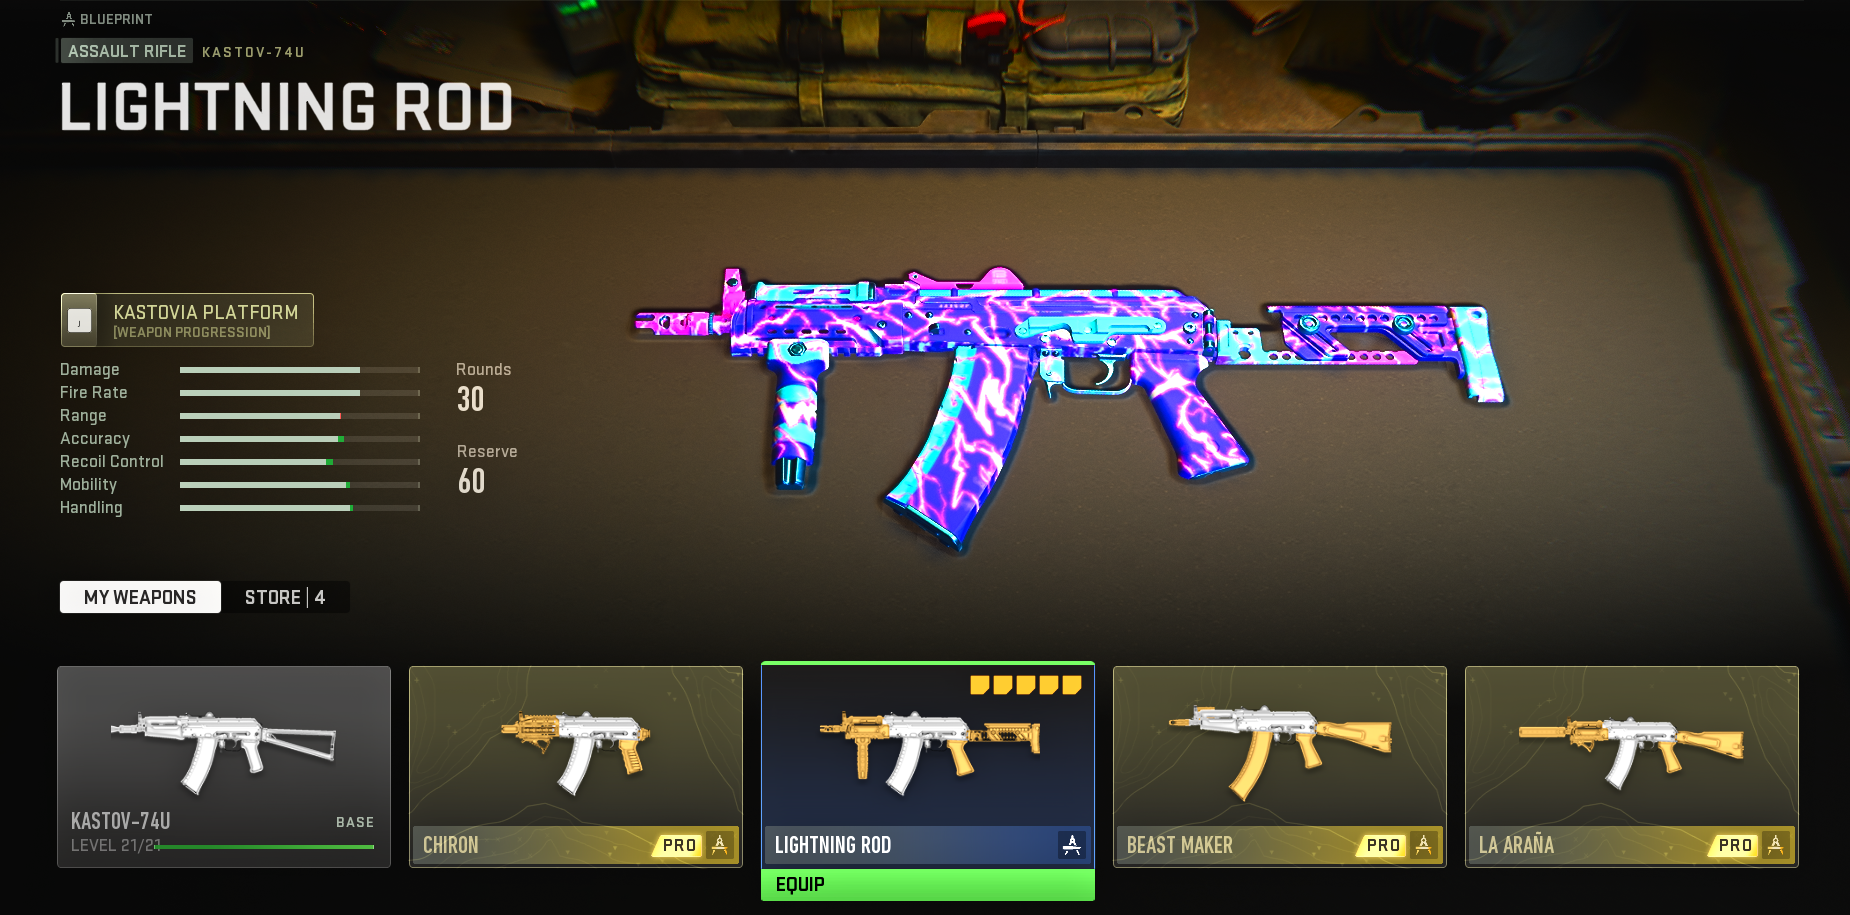 BLUEPRINT
ASSAULT RIFLE KASTOV-74U
LIGHTNING ROD
KASTOVIA PLATFORM
[WEAPON PROGRESSION]
Damage
Fire Rate
Range
Accuracy
Recoil Control
Mobility
Handling
Rounds
30
Reserve
60
MY WEAPONS
STORE | 4
KASTOV-74U BASE
LEVEL 21/21
CHIRON PRO
LIGHTNING ROD
EQUIP
BEAST MAKER PRO
LA ARAÑA PRO